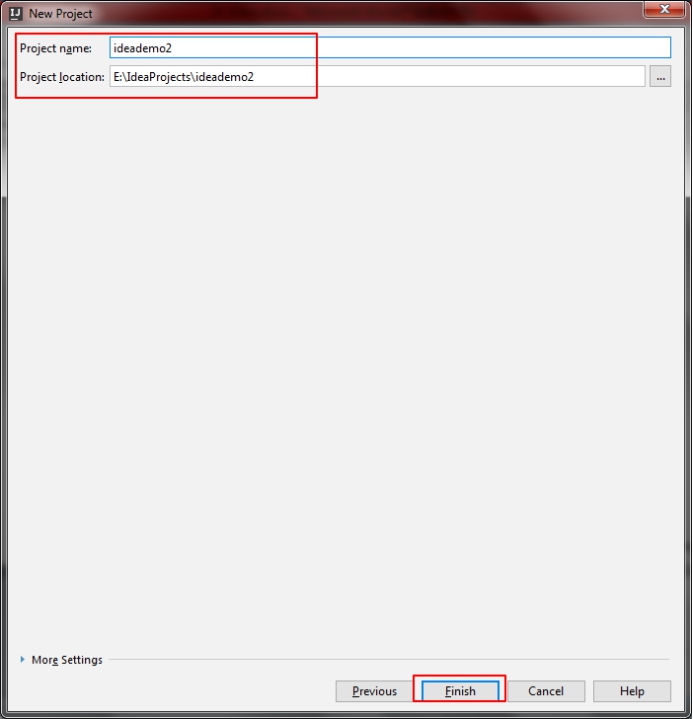 IJ New Project
Project name: ideademo2
Project location: E:\IdeaProjects\ideademo2 ...
More Settings
Previous Finish Cancel Help